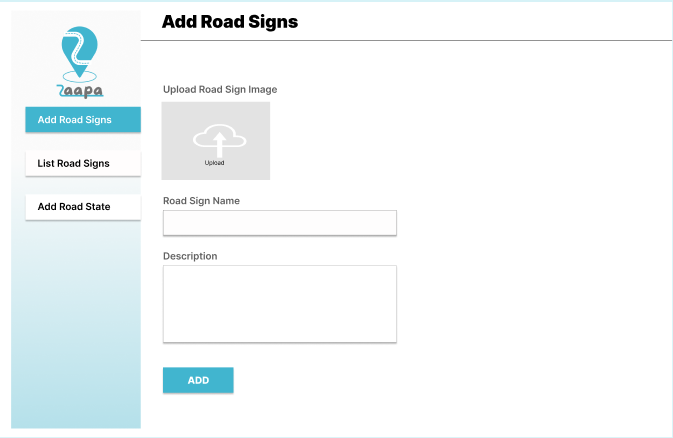 Add Road Signs
Zaapa
Add Road Signs
List Road Signs
Add Road State
Upload Road Sign Image
Upload
Road Sign Name
Description
ADD